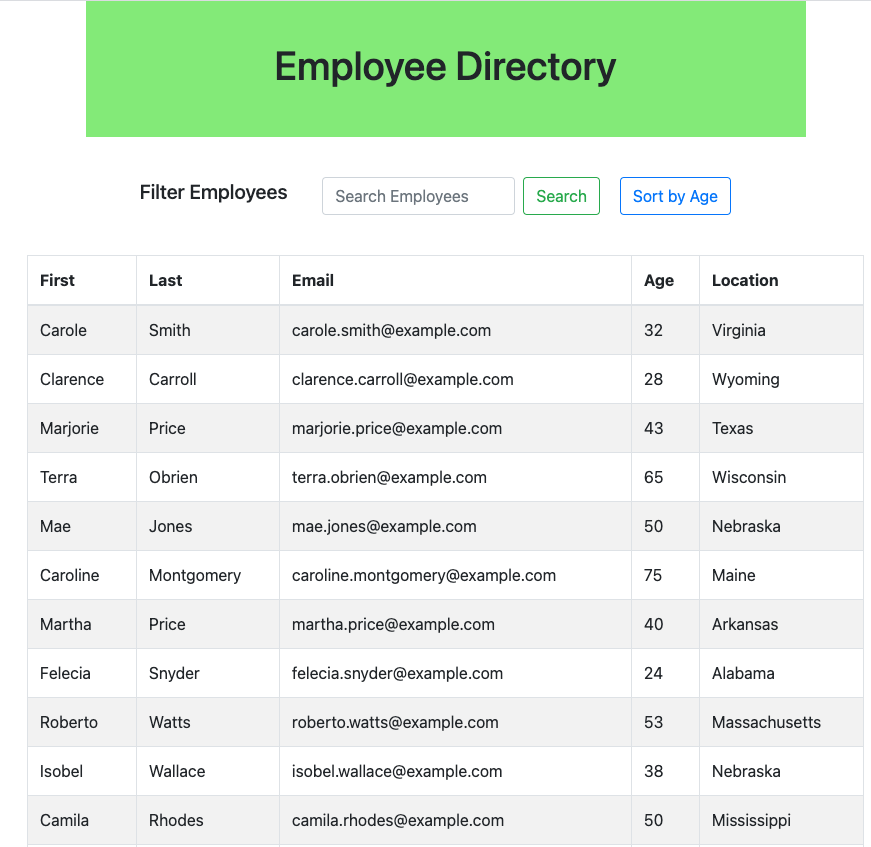 Employee Directory
Filter Employees Search Employees Search Sort by Age
First Last Email Age Location
Carole Smith carole.smith@example.com 32 Virginia
Clarence Carroll clarence.carroll@example.com 28 Wyoming
Marjorie Price marjorie.price@example.com 43 Texas
Terra Obrien terra.obrien@example.com 65 Wisconsin
Mae Jones mae.jones@example.com 50 Nebraska
Caroline Montgomery caroline.montgomery@example.com 75 Maine
Martha Price martha.price@example.com 40 Arkansas
Felecia Snyder felecia.snyder@example.com 24 Alabama
Roberto Watts roberto.watts@example.com 53 Massachusetts
Isobel Wallace isobel.wallace@example.com 38 Nebraska
Camila Rhodes camila.rhodes@example.com 50 Mississippi